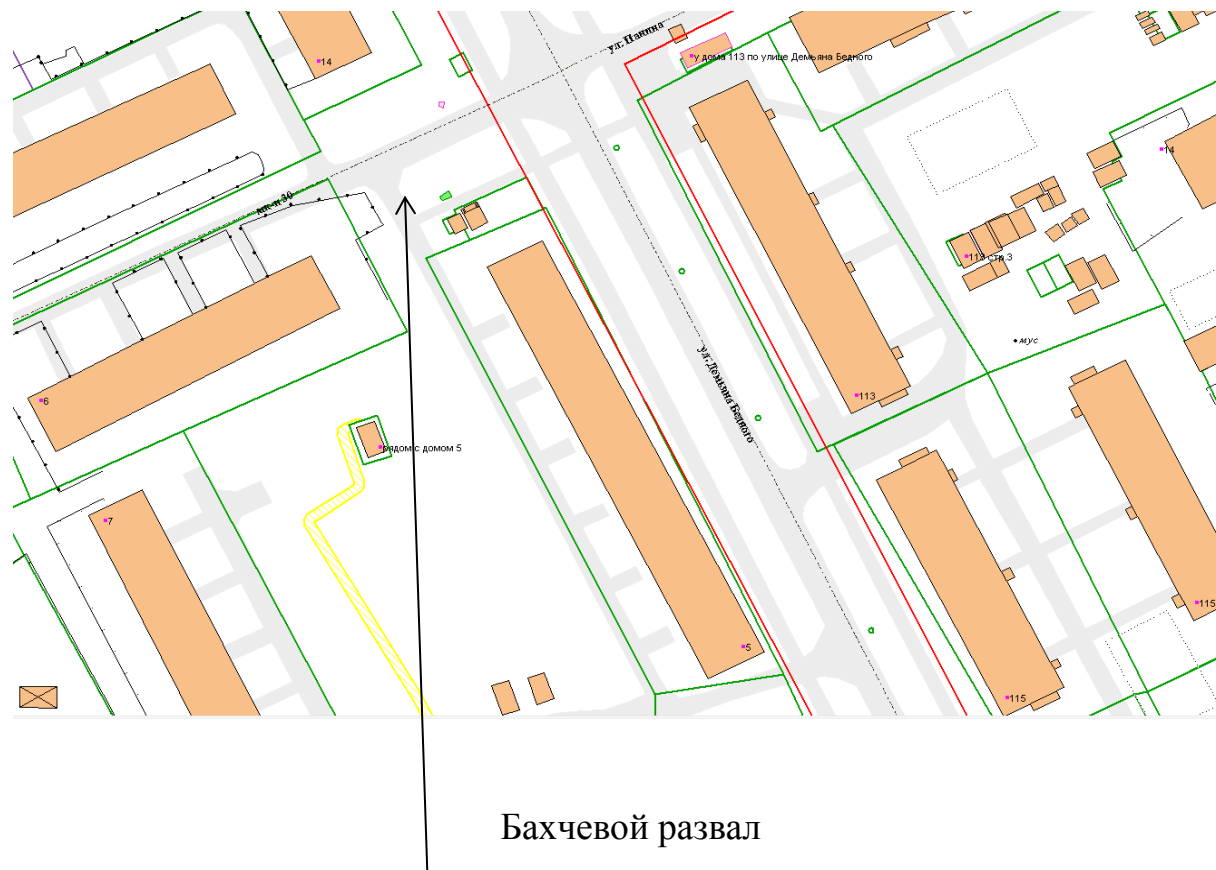 ул. Панина
14
у дома 113 по улице Демьяна Бедного
14
мк-н 30
113 стр.3
АЦУС
ул. Демьяна Бедного
113
6
рядом с домом 5
7
5
115
115
Бахчевой развал